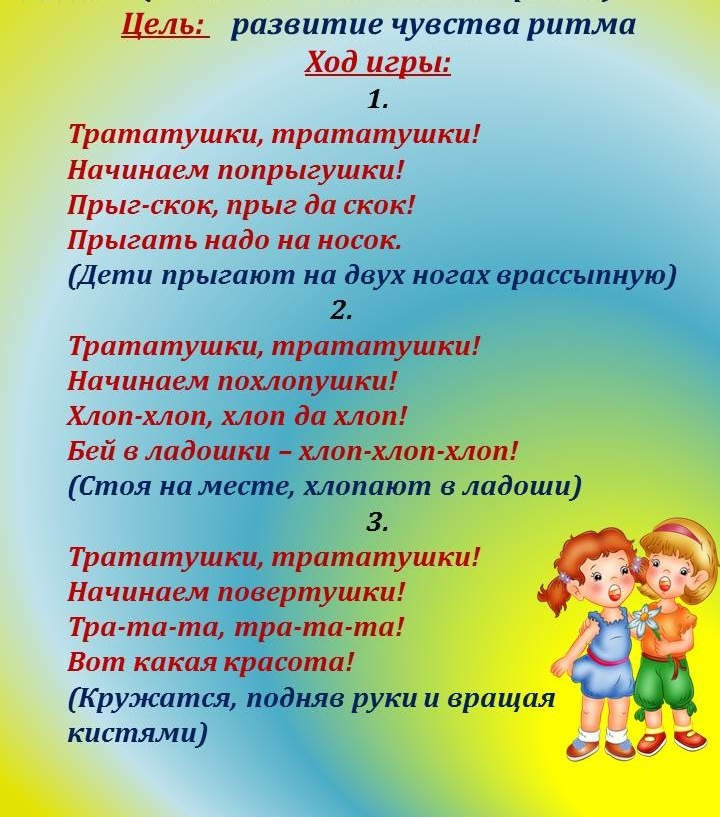 Цель: развитие чувства ритма
Ход игры:
1.
Трататушки, трататушки!
Начинаем попрыгушки!
Прыг-скок, прыг да скок!
Прыгать надо на носок.
(Дети прыгают на двух ногах врассыпную)
2.
Трататушки, трататушки!
Начинаем похлопушки!
Хлоп-хлоп, хлоп да хлоп!
Бей в ладошки – хлоп-хлоп-хлоп!
(Стоя на месте, хлопают в ладоши)
3.
Трататушки, трататушки!
Начинаем повертушки!
Тра-та-та, тра-та-та!
Вот какая красота!
(Кружатся, подняв руки и вращая
кистями)